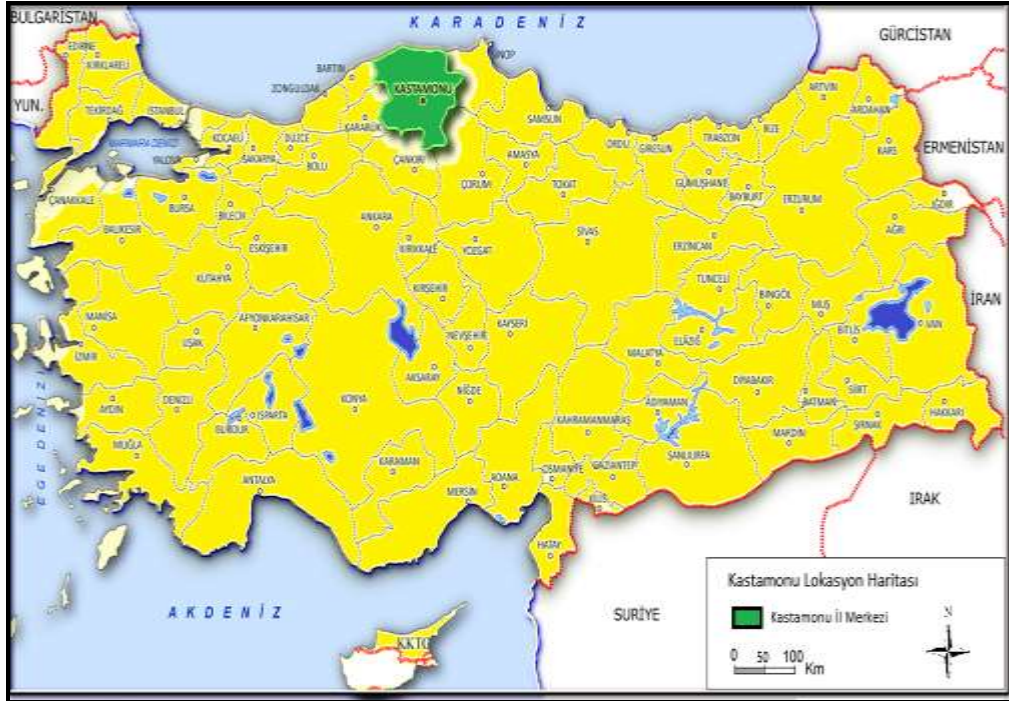 BULGARİSTAN
KARADENİZ
GÜRCİSTAN
EDİRNE
KIRKLARELİ
SİNOP
BARTIN
ZONGULDAK
KASTAMONU
ARTVİN
ARDAHAN
YUN.
TEKİRDAĞ
İSTANBUL
KOCAELİ
SAKARYA
DÜZCE
BOLU
KARABÜK
SAMSUN
ORDU
GİRESUN
TRABZON
RİZE
KARS
ERMENİSTAN
MARMARA DENİZİ
YALOVA
ÇANKIRI
ÇORUM
AMASYA
TOKAT
GÜMÜŞHANE
BAYBURT
ERZURUM
IĞDIR
ÇANAKKALE
BALIKESİR
BURSA
BİLECİK
ESKİŞEHİR
ANKARA
KIRIKKALE
YOZGAT
SİVAS
ERZİNCAN
AĞRI
KÜTAHYA
KIRŞEHİR
TUNCELİ
BİNGÖL
MUŞ
İRAN
MANİSA
UŞAK
AFYONKARAHİSAR
NEVŞEHİR
KAYSERİ
ELAZIĞ
BİTLİS
VAN
İZMİR
AKSARAY
NİĞDE
MALATYA
DİYABAKIR
SİİRT
AYDIN
DENİZLİ
ISPARTA
BURDUR
KONYA
KAHRAMANMARAŞ
ADIYAMAN
BATMAN
ŞIRNAK
HAKKARİ
EGE DENİZİ
MUĞLA
ANTALYA
KARAMAN
MERSİN
ADANA
OSMANİYE
GAZİANTEP
ŞANLIURFA
MARDİN
KİLİS
HATAY
IRAK
SURİYE
AKDENİZ
KKTC
Kastamonu Lokasyon Haritası
Kastamonu İl Merkezi
N
0 50 100 Km